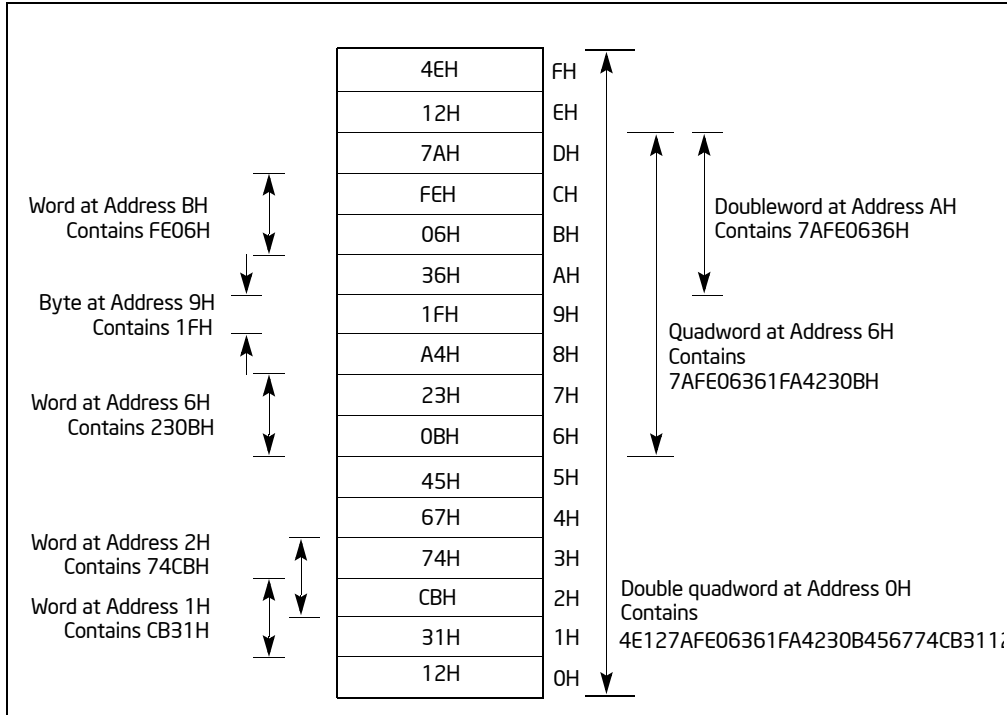 4EH FH
12H EH
7AH DH
FEH CH
06H BH
36H AH
1FH 9H
A4H 8H
23H 7H
0BH 6H
45H 5H
67H 4H
74H 3H
CBH 2H
31H 1H
12H 0H
Word at Address BH
Contains FE06H
Byte at Address 9H
Contains 1FH
Word at Address 6H
Contains 230BH
Word at Address 2H
Contains 74CBH
Word at Address 1H
Contains CB31H
Doubleword at Address AH
Contains 7AFE0636H
Quadword at Address 6H
Contains
7AFE06361FA4230BH
Double quadword at Address 0H
Contains
4E127AFE06361FA4230B456774CB3112